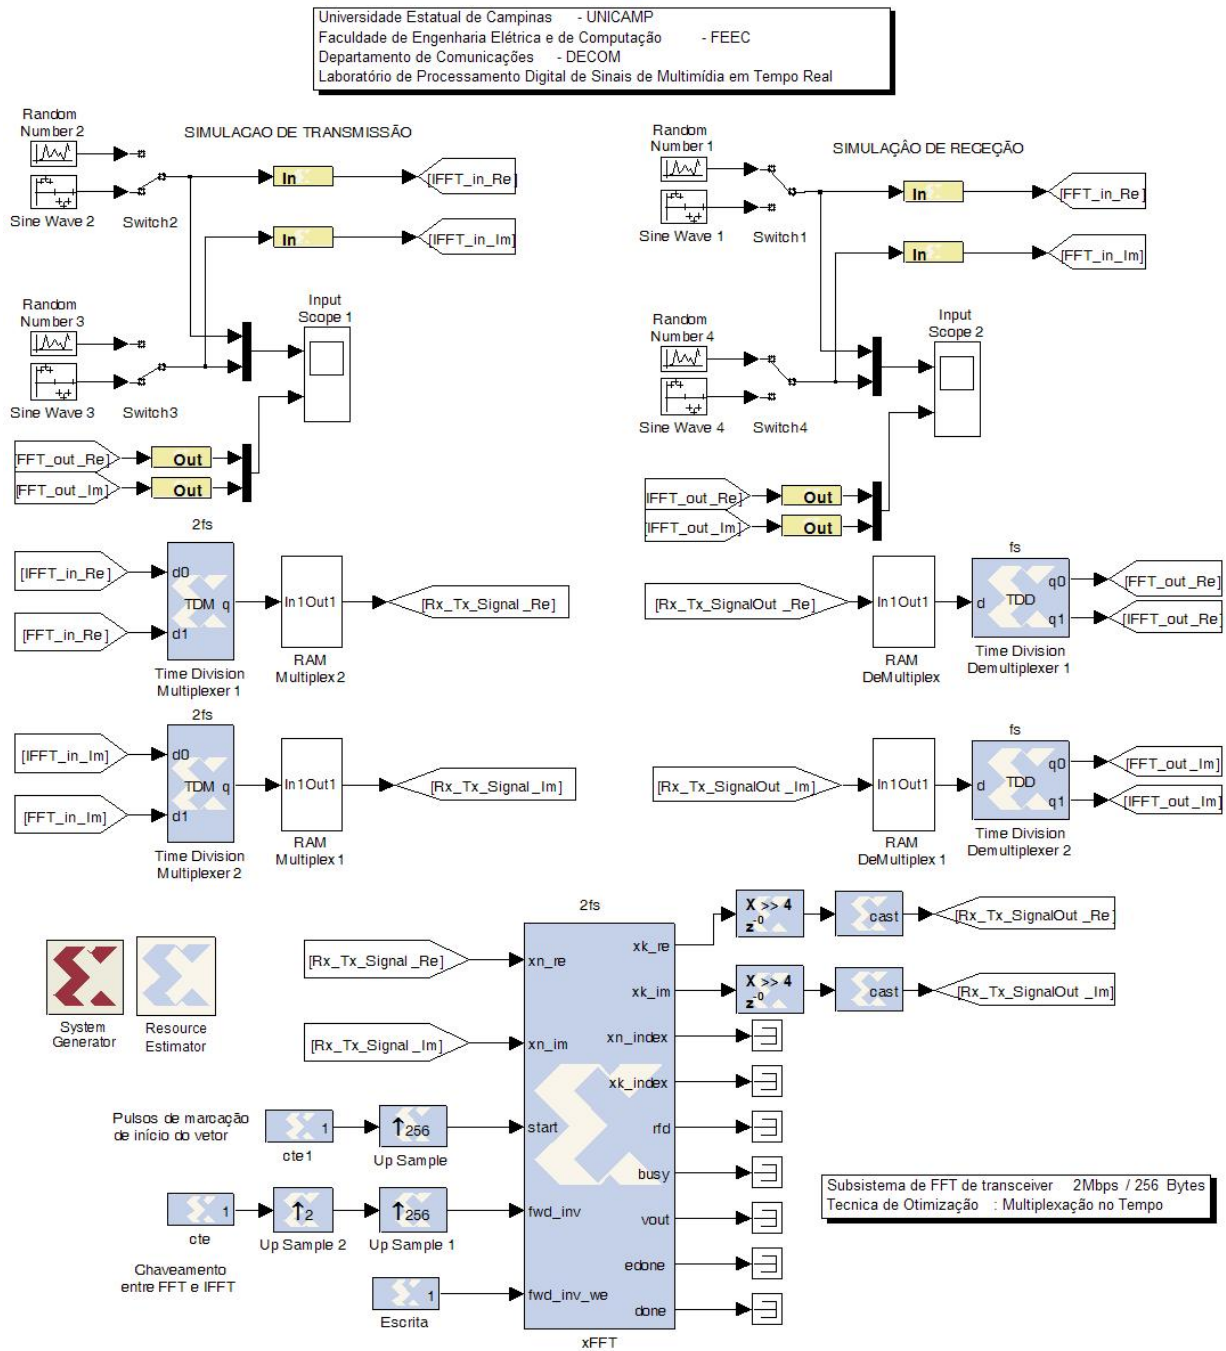 Universidade Estadual de Campinas - UNICAMP
Faculdade de Engenharia Elétrica e de Computação - FEEC
Departamento de Comunicações - DECOM
Laboratório de Processamento Digital de Sinais de Multimídia em Tempo Real
SIMULACAO DE TRANSMISSÃO
Random
Number 2
Sine Wave 2
Switch2
In
[IFFT_in_Re]
In
[IFFT_in_Im]
Random
Number 3
Sine Wave 3
Switch3
Input
Scope 1
[FFT_out_Re]
Out
[FFT_out_Im]
Out
SIMULAÇÂO DE RECEÇÃO
Random
Number 1
Sine Wave 1
Switch1
In
[FFT_in_Re]
In
[FFT_in_Im]
Random
Number 4
Sine Wave 4
Switch4
Input
Scope 2
[IFFT_out_Re]
Out
[IFFT_out_Im]
Out
2fs
[IFFT_in_Re]
d0
TDM q
[FFT_in_Re]
d1
Time Division
Multiplexer 1
In1Out1
RAM
Multiplex2
[Rx_Tx_Signal_Re]
fs
[Rx_Tx_SignalOut_Re]
In1Out1
RAM
DeMultiplex
d
TDD
q0
q1
Time Division
Demultiplexer 1
[FFT_out_Re]
[IFFT_out_Re]
2fs
[IFFT_in_Im]
d0
TDM q
[FFT_in_Im]
d1
Time Division
Multiplexer 2
In1Out1
RAM
Multiplex1
[Rx_Tx_Signal_Im]
fs
[Rx_Tx_SignalOut_Im]
In1Out1
RAM
DeMultiplex 1
d
TDD
q0
q1
Time Division
Demultiplexer 2
[FFT_out_Im]
[IFFT_out_Im]
System
Generator
Resource
Estimator
2fs
[Rx_Tx_Signal_Re]
xn_re
[Rx_Tx_Signal_Im]
xn_im
Pulsos de marcação
de início do vetor
1
cte1
↑256
Up Sample
start
1
cte
↑2
Up Sample 2
↑256
Up Sample 1
fwd_inv
Chaveamento
entre FFT e IFFT
1
Escrita
fwd_inv_we
xk_re
xk_im
xn_index
xk_index
rfd
busy
vout
edone
done
xFFT
X >> 4
z-0
cast
[Rx_Tx_SignalOut_Re]
X >> 4
z-0
cast
[Rx_Tx_SignalOut_Im]
Subsistema de FFT de transceiver 2Mbps / 256 Bytes
Tecnica de Otimização : Multiplexação no Tempo